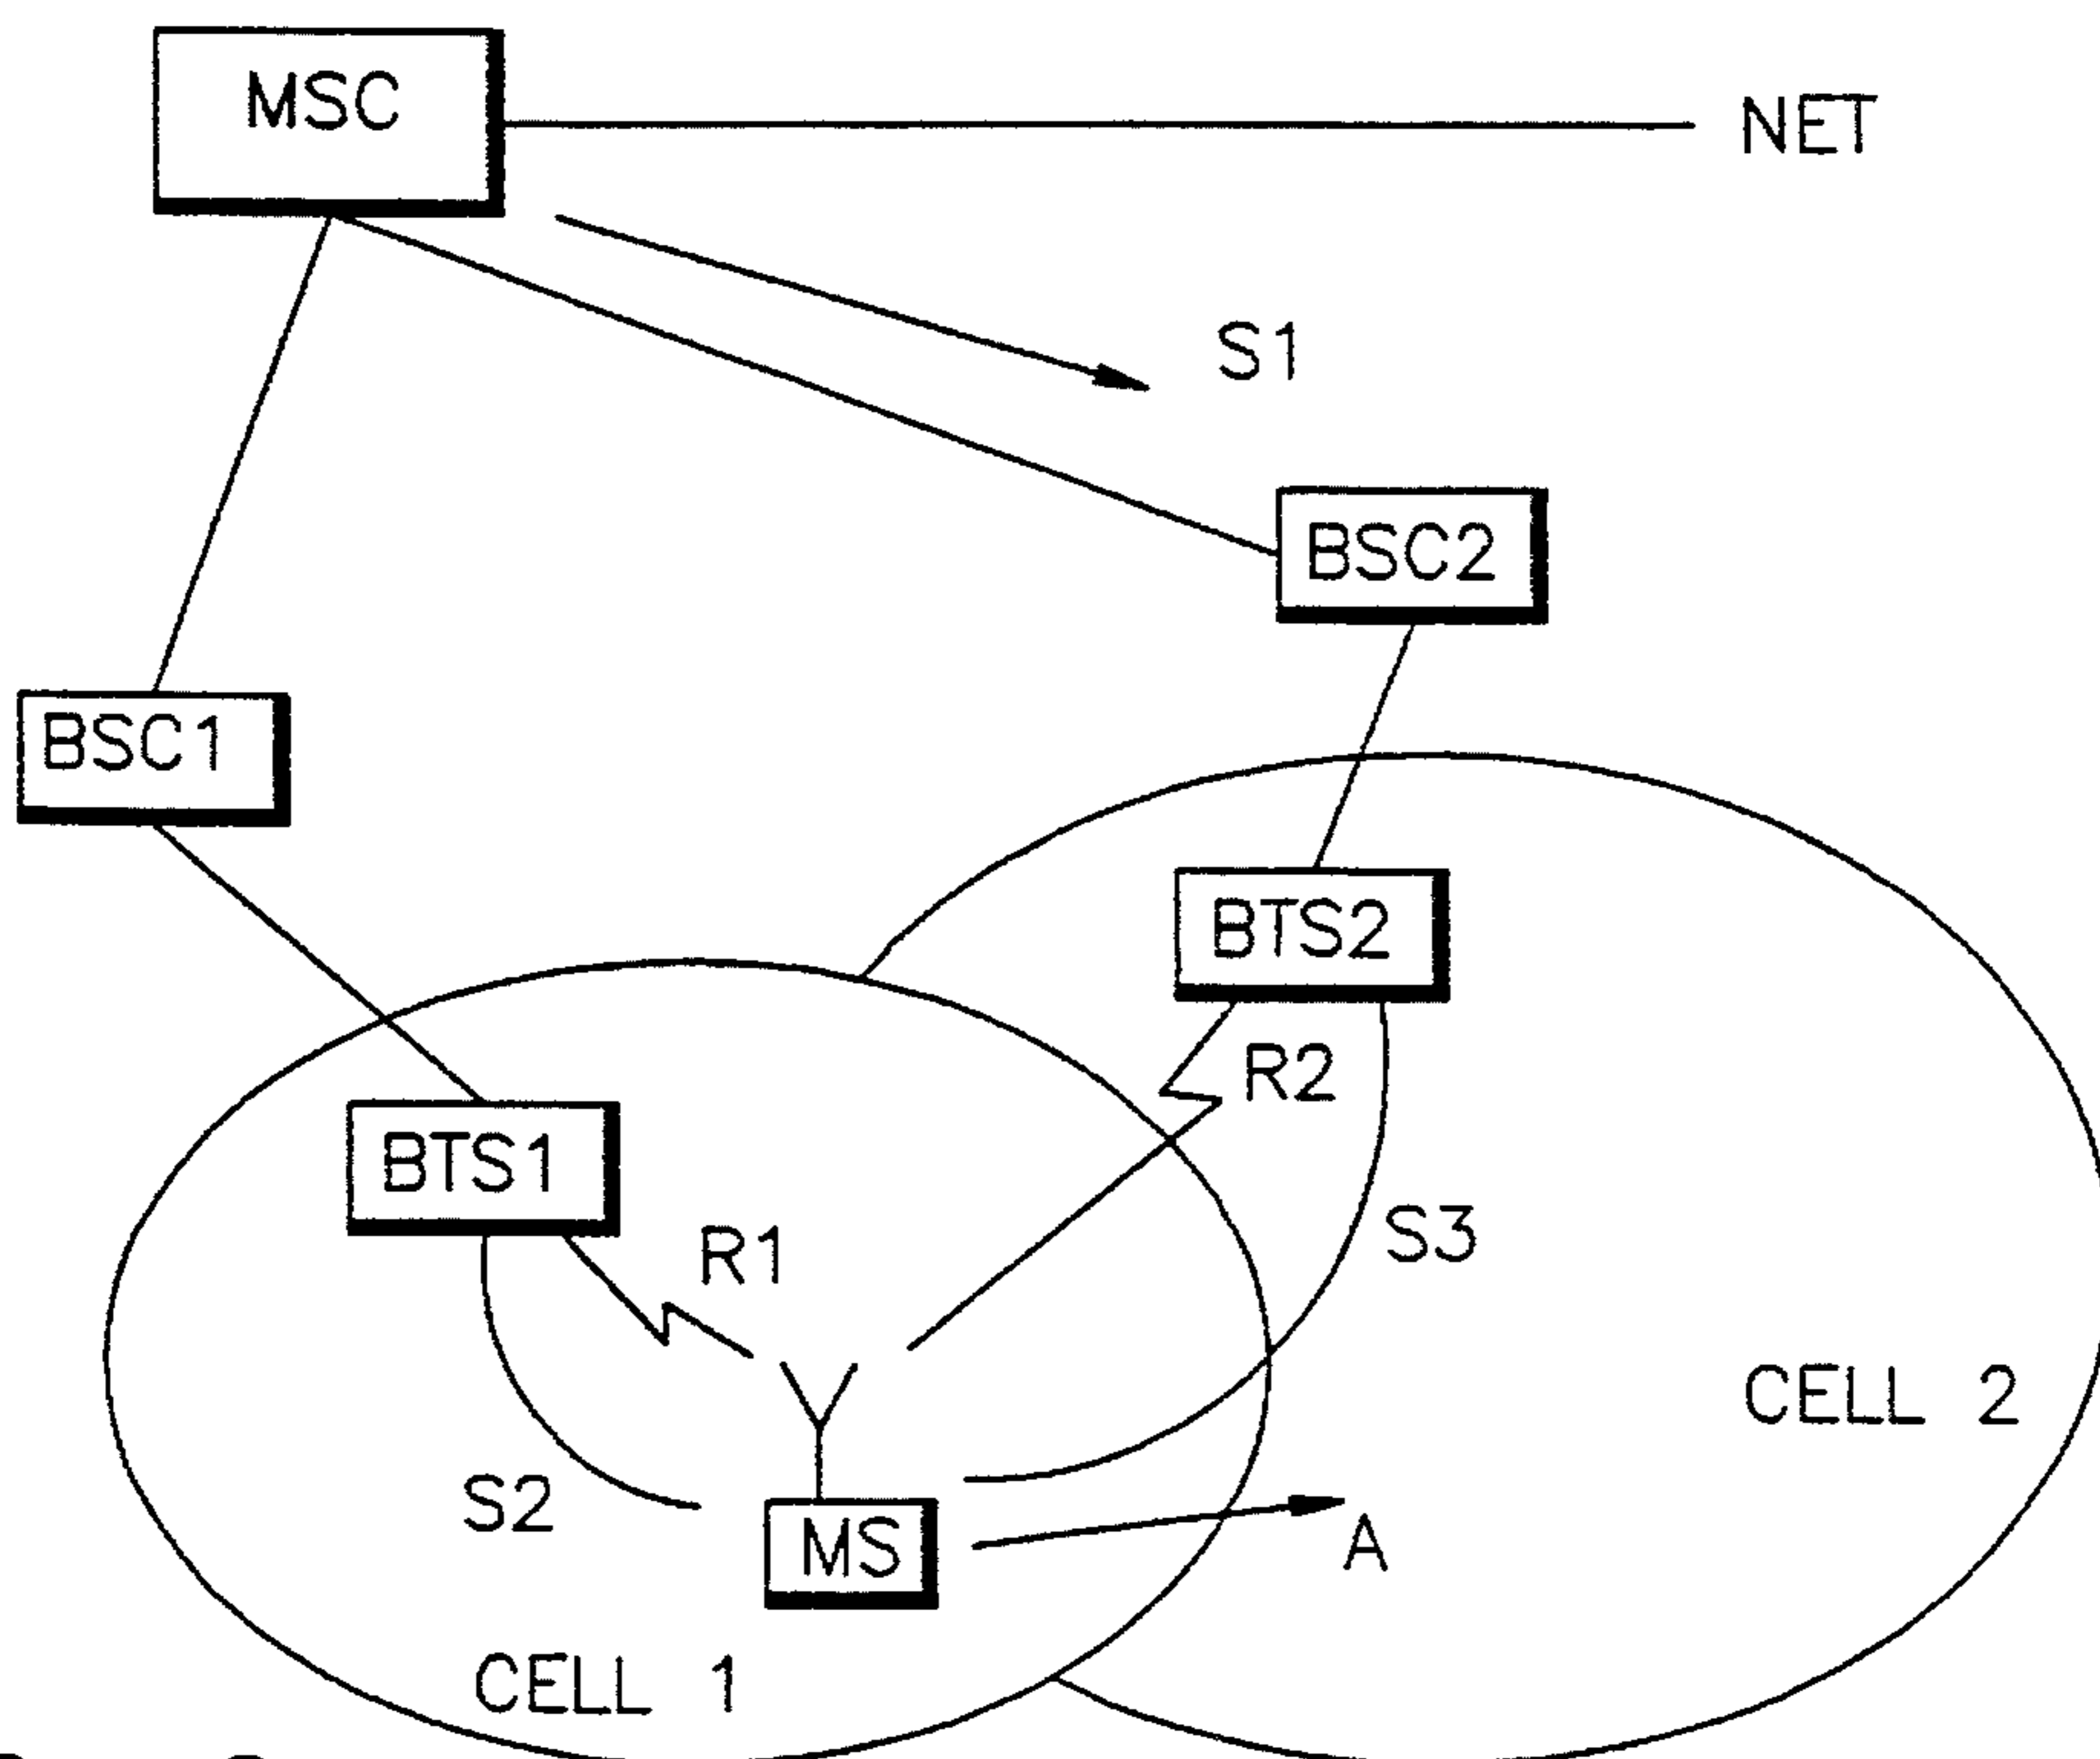 MSC
NET
S1
BSC2
BSC1
BTS2
R2
BTS1
S3
R1
CELL 2
S2
A
MS
CELL 1